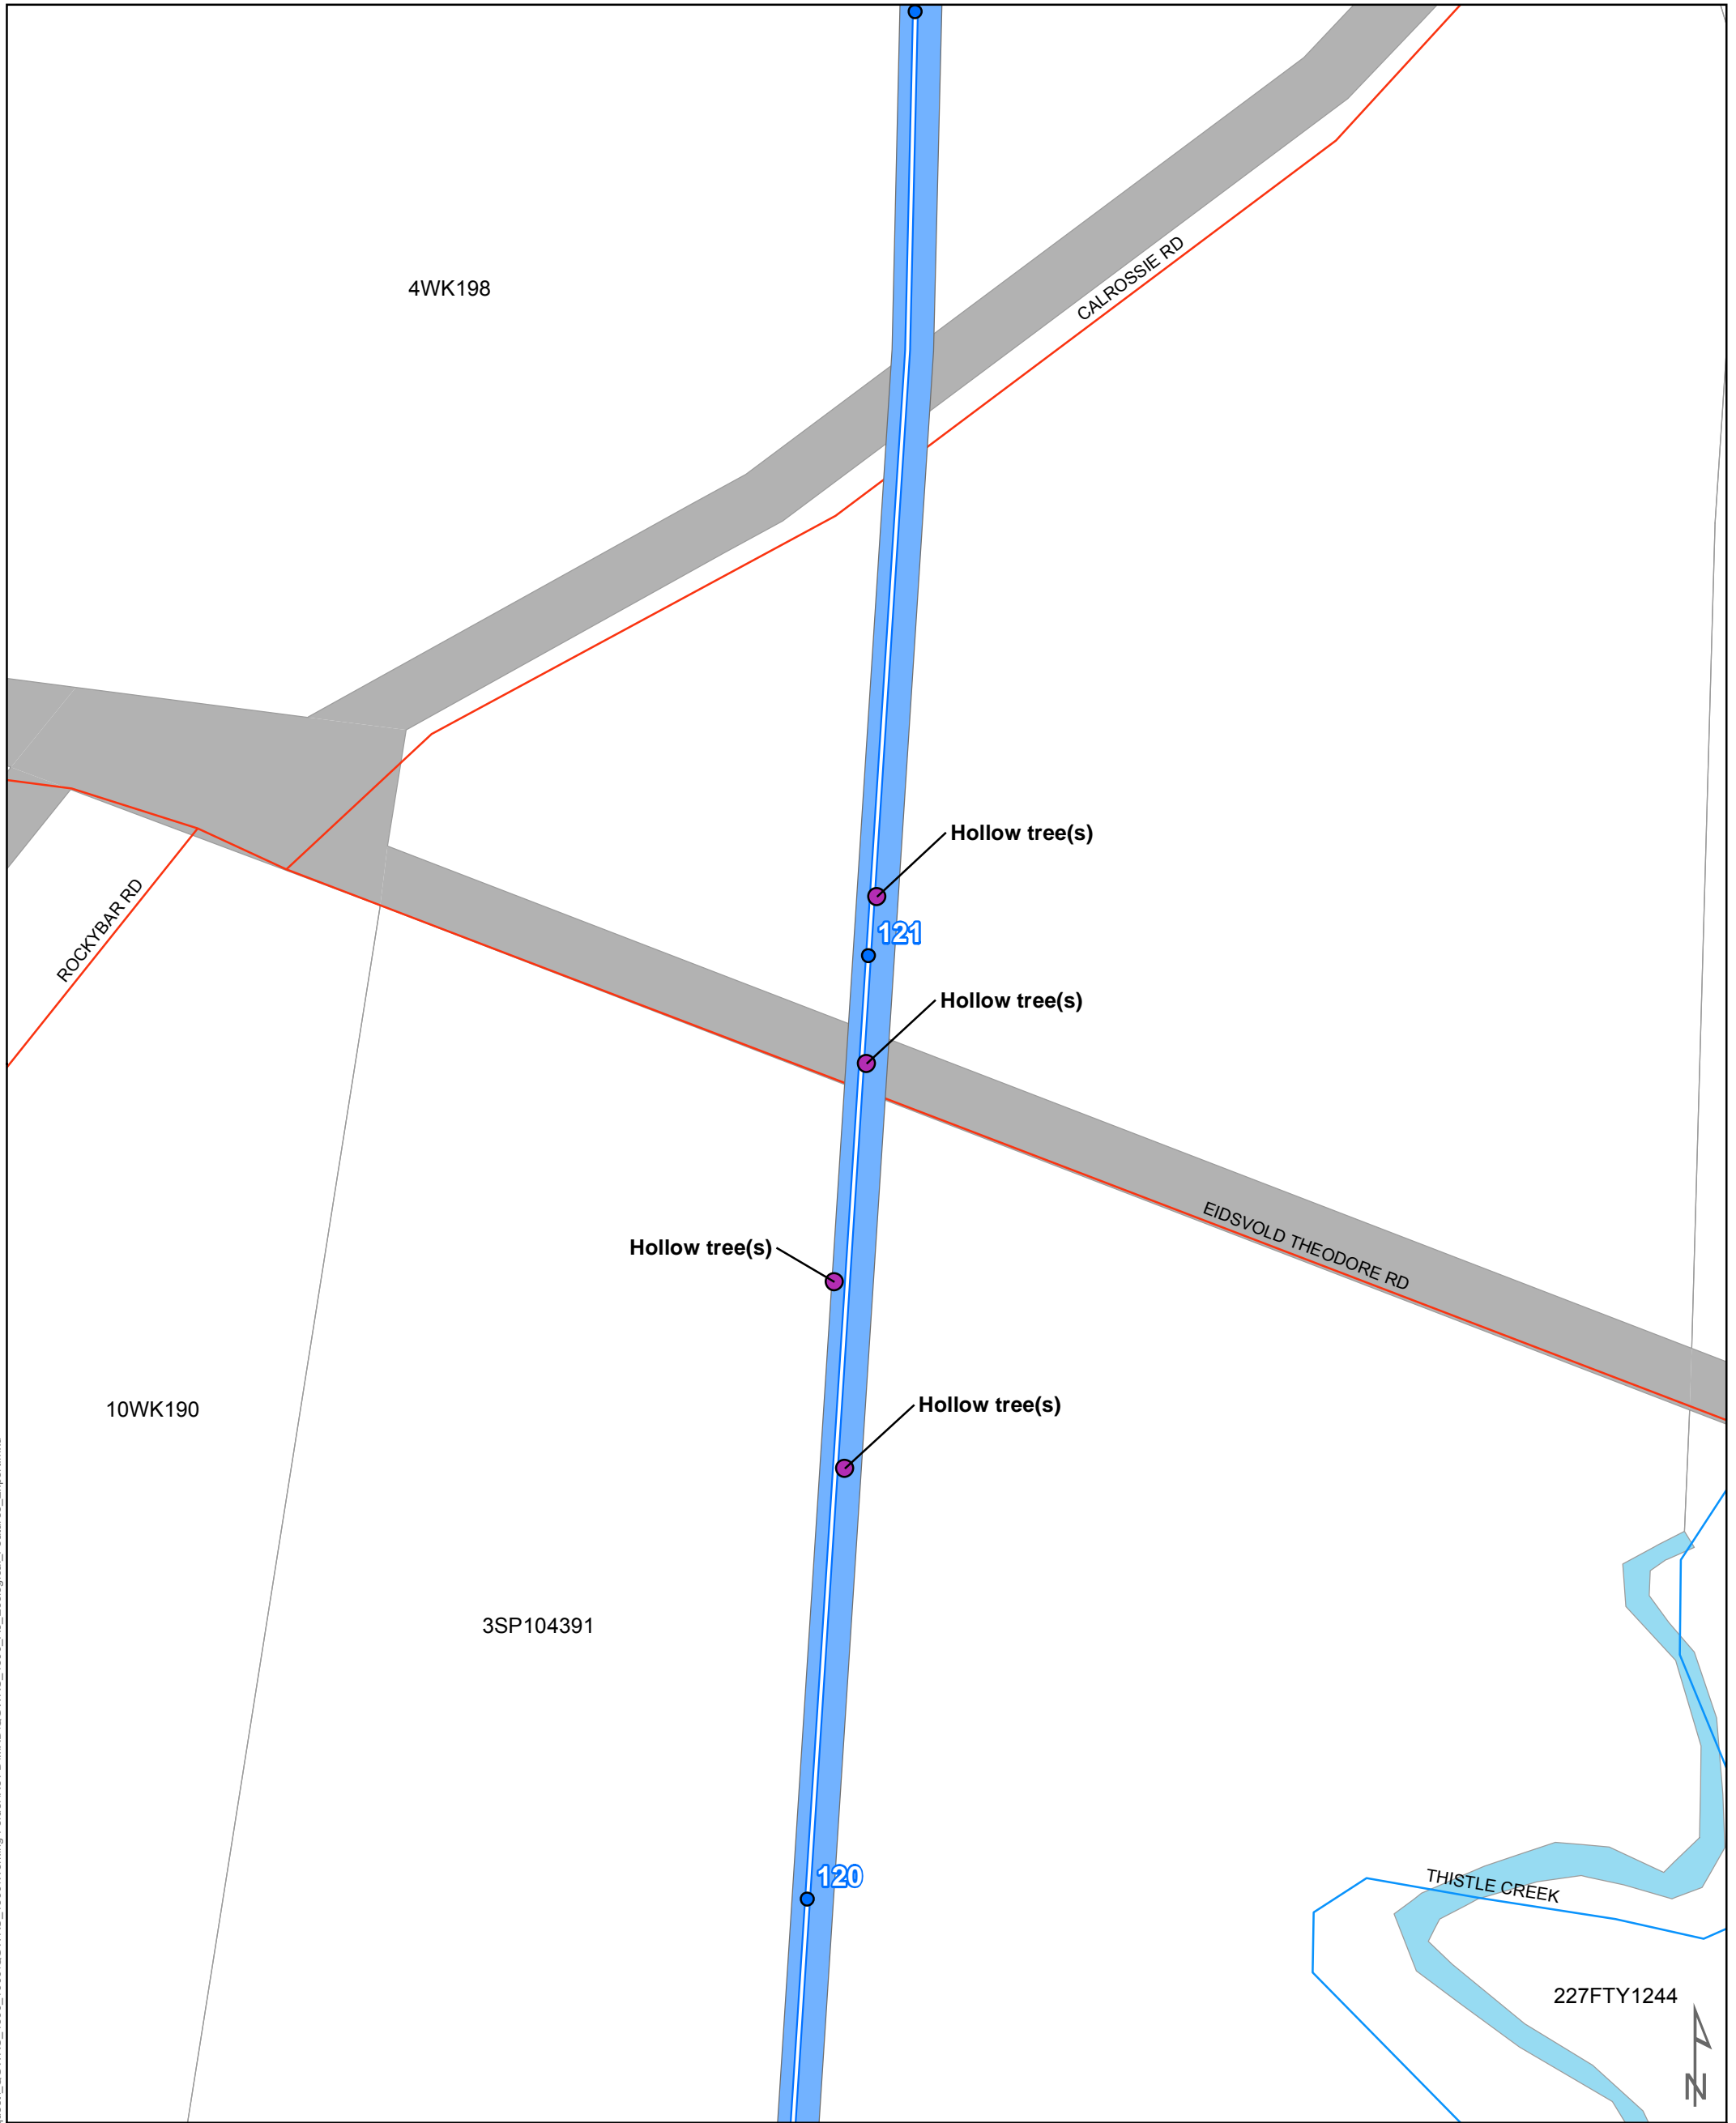 4WK198
CALROSSIE RD
Hollow tree(s)
ROCKYBAR RD
121
Hollow tree(s)
EIDSVOLD THEODORE RD
Hollow tree(s)
10WK190
Hollow tree(s)
3SP104391
120
THISTLE CREEK
227FTY1244
N